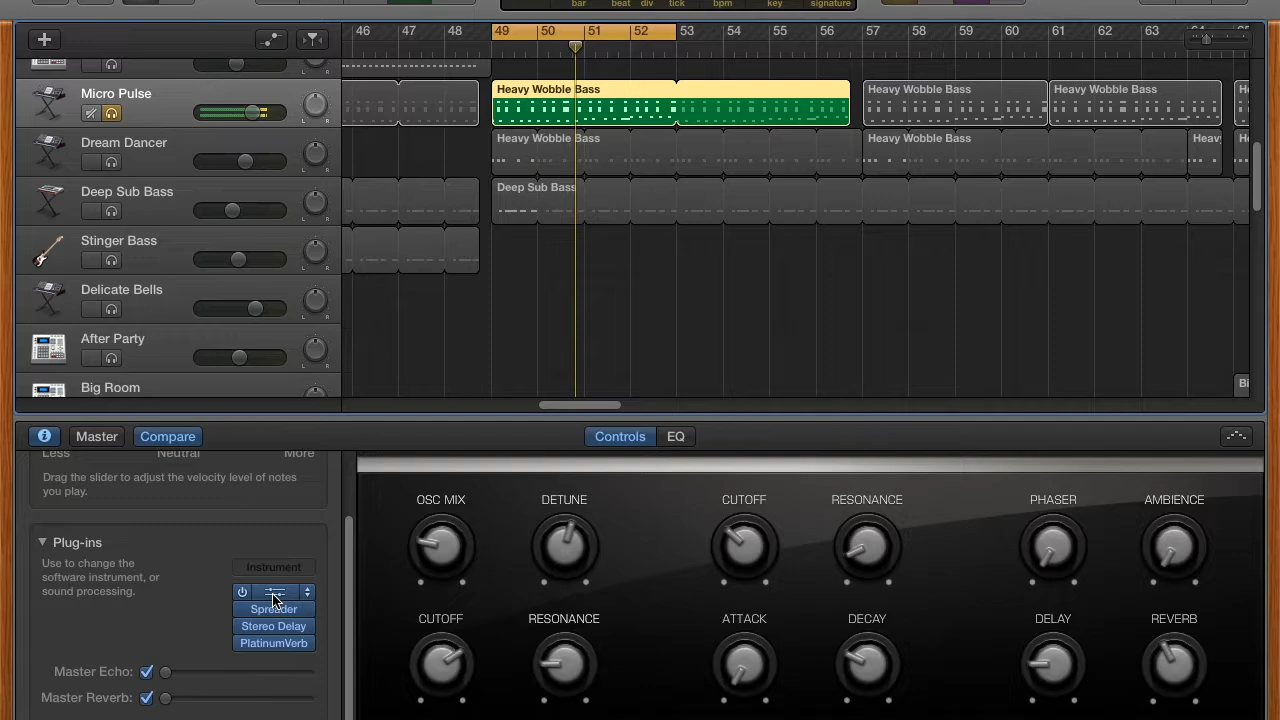 bar beat div tick bpm key signature
46 47 48 49 50 51 52 53 54 55 56 57 58 59 60 61 62 63
Micro Pulse
Heavy Wobble Bass Heavy Wobble Bass Heavy Wobble Bass
Dream Dancer
Heavy Wobble Bass Heavy Wobble Bass Heavy
Deep Sub Bass
Deep Sub Bass
Stinger Bass
Delicate Bells
After Party
Big Room
Bi
Master Compare Controls EQ
Less Neutral More
Drag the slider to adjust the velocity level of notes
you play.
Plug-ins
Use to change the
software instrument, or
sound processing.
Instrument
Spreader
Stereo Delay
PlatinumVerb
Master Echo:
Master Reverb:
OSC MIX DETUNE CUTOFF RESONANCE PHASER AMBIENCE
CUTOFF RESONANCE ATTACK DECAY DELAY REVERB